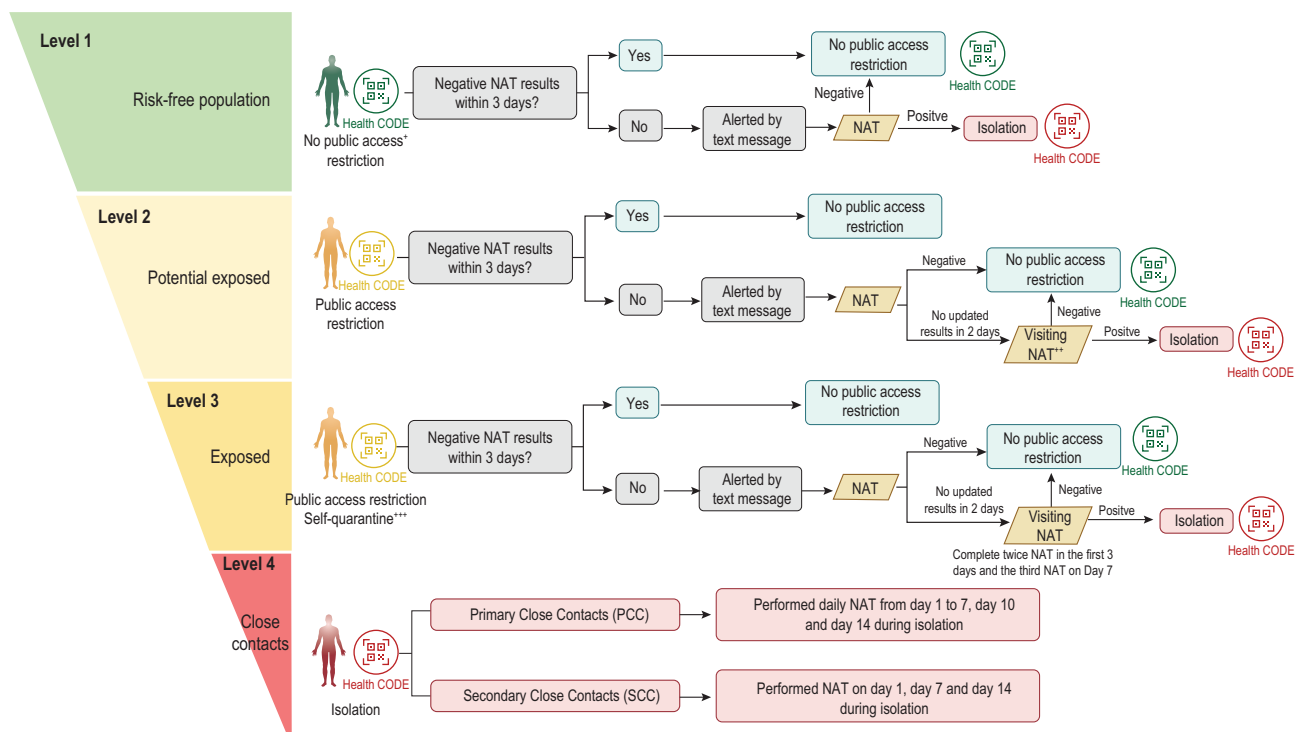 Level 1
Risk-free population
Health CODE
No public access+
restriction
Negative NAT results
within 3 days?
Yes
No public access
restriction
Health CODE
No
Alerted by
text message
NAT
Negative
Positve
Isolation
Health CODE
Level 2
Potential exposed
Health CODE
Public access
restriction
Negative NAT results
within 3 days?
Yes
No public access
restriction
No
Alerted by
text message
NAT
Negative
No public access
restriction
Health CODE
No updated
results in 2 days
Visiting
NAT++
Negative
Positve
Isolation
Health CODE
Level 3
Exposed
Health CODE
Public access restriction
Self-quarantine+++
Negative NAT results
within 3 days?
Yes
No public access
restriction
No
Alerted by
text message
NAT
Negative
No public access
restriction
Health CODE
No updated
results in 2 days
Visiting
NAT
Negative
Positve
Isolation
Health CODE
Complete twice NAT in the first 3
days and the third NAT on Day 7
Level 4
Close
contacts
Health CODE
Isolation
Primary Close Contacts (PCC)
Performed daily NAT from day 1 to 7, day 10
and day 14 during isolation
Secondary Close Contacts (SCC)
Performed NAT on day 1, day 7 and day 14
during isolation